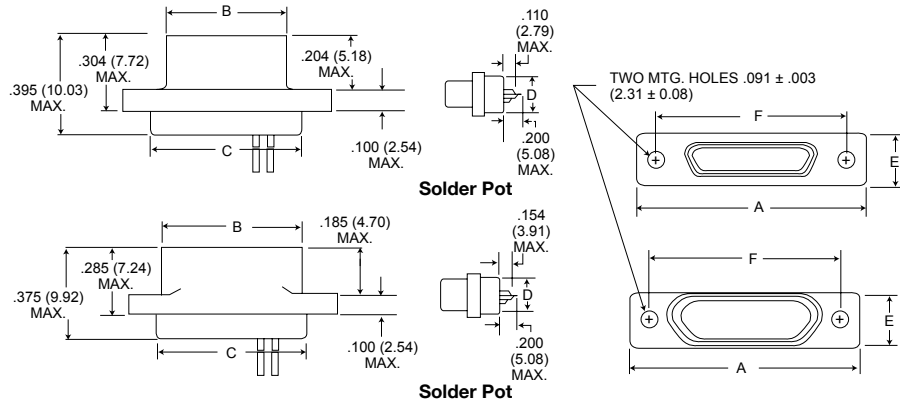 B
.304 (7.72)
MAX.
.395 (10.03)
MAX.
.204 (5.18)
MAX.
C
.100 (2.54)
MAX.
.110
(2.79)
MAX.
D
.200
(5.08)
MAX.
Solder Pot
TWO MTG. HOLES .091 ± .003
(2.31 ± 0.08)
F
E
A
B
.185 (4.70)
MAX.
.285 (7.24)
MAX.
.375 (9.92)
MAX.
C
.100 (2.54)
MAX.
.154
(3.91)
MAX.
D
.200
(5.08)
MAX.
Solder Pot
F
E
A